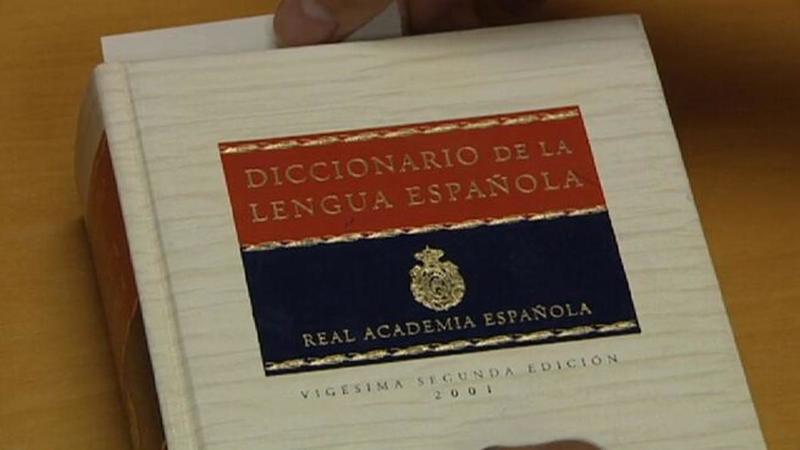 DICCIONARIO DE LA
LENGUA ESPAÑOLA
REAL ACADEMIA ESPAÑOLA
VIGÉSIMA SEGUNDA EDICIÓN
2001